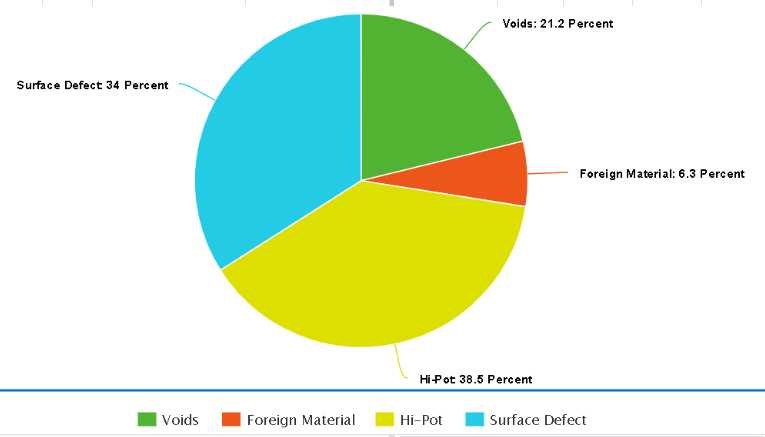 Voids: 21.2 Percent
Surface Defect: 34 Percent
Foreign Material: 6.3 Percent
Hi-Pot: 38.5 Percent
Voids Foreign Material Hi-Pot Surface Defect